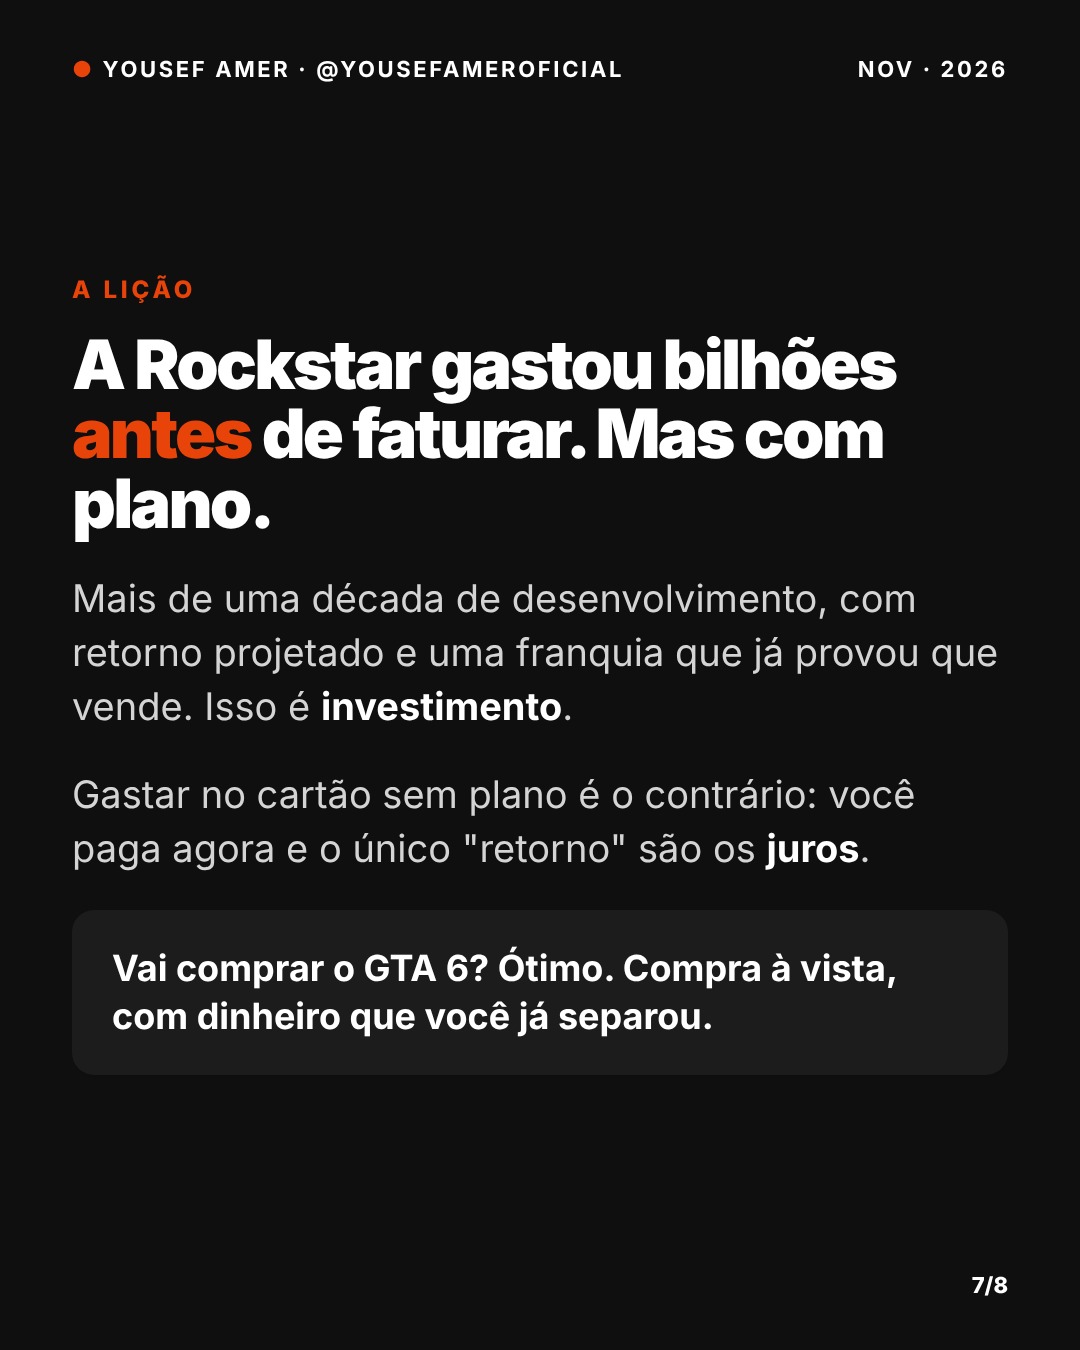 YOUSEF AMER · @YOUSEFAMEROFICIAL
NOV · 2026
A LIÇÃO
A Rockstar gastou bilhões
antes de faturar. Mas com
plano.
Mais de uma década de desenvolvimento, com
retorno projetado e uma franquia que já provou que
vende. Isso é investimento.
Gastar no cartão sem plano é o contrário: você
paga agora e o único "retorno" são os juros.
Vai comprar o GTA 6? Ótimo. Compra à vista,
com dinheiro que você já separou.
7/8